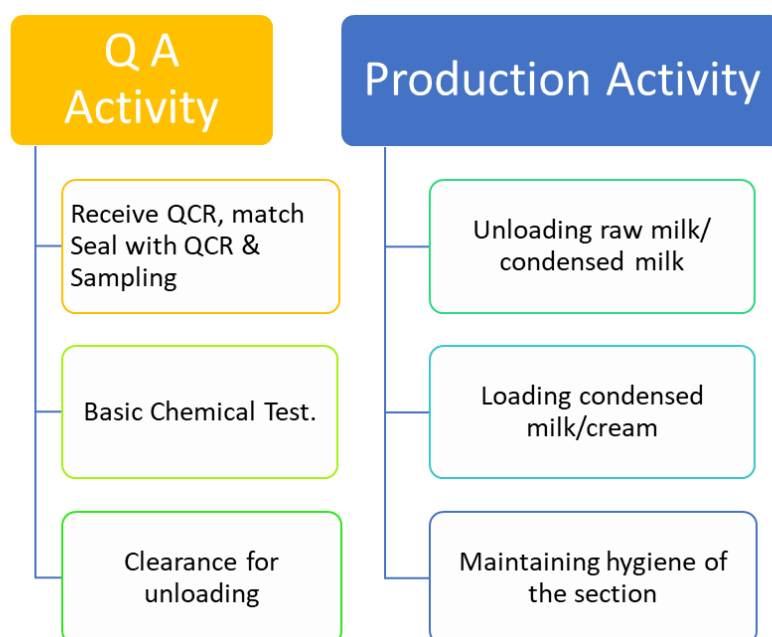 Q A
Activity
Receive QCR, match
Seal with QCR &
Sampling
Basic Chemical Test.
Clearance for
unloading
Production Activity
Unloading raw milk/
condensed milk
Loading condensed
milk/cream
Maintaining hygiene of
the section